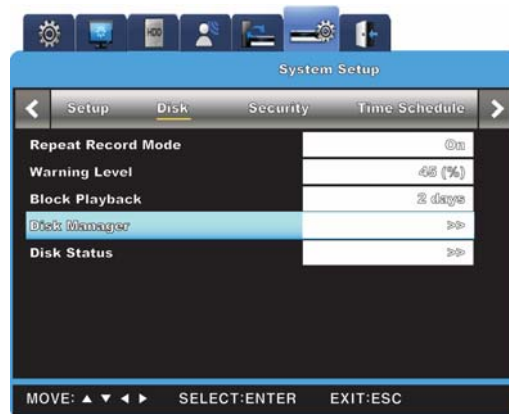 HDD
System Setup
Setup Disk Security Time Schedule
Repeat Record Mode On
Warning Level 45 (%)
Block Playback 2 days
Disk Manager >>
Disk Status >>
MOVE: ▲ ▼ ◀ ▶ SELECT:ENTER EXIT:ESC